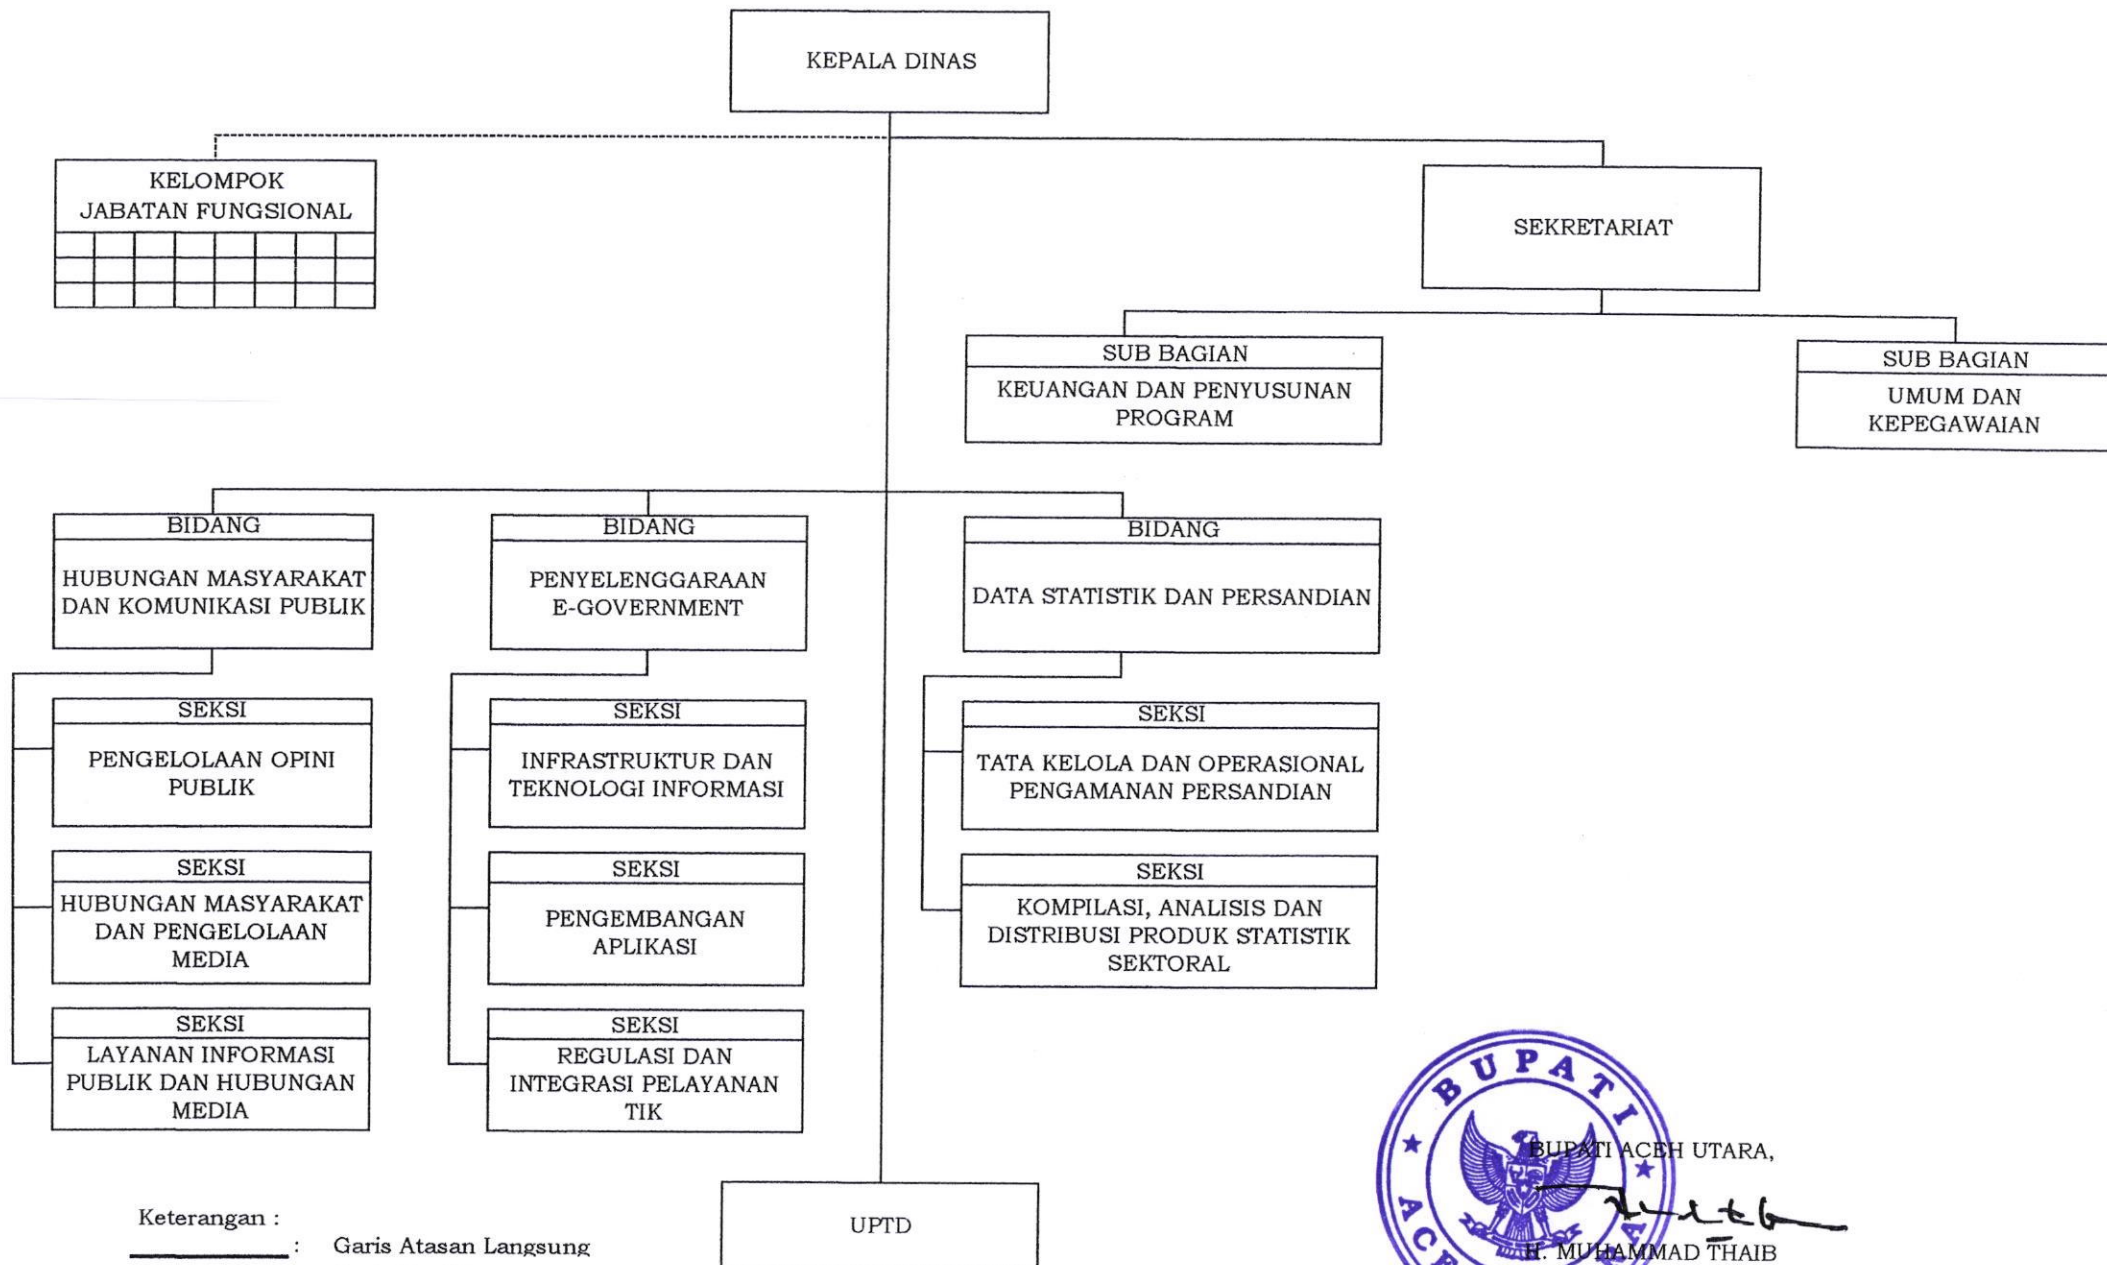 KEPALA DINAS
KELOMPOK
JABATAN FUNGSIONAL
SEKRETARIAT
SUB BAGIAN
KEUANGAN DAN PENYUSUNAN
PROGRAM
SUB BAGIAN
UMUM DAN
KEPEGAWAIAN
BIDANG
HUBUNGAN MASYARAKAT
DAN KOMUNIKASI PUBLIK
BIDANG
PENYELENGGARAAN
E-GOVERNMENT
BIDANG
DATA STATISTIK DAN PERSANDIAN
SEKSI
PENGELOLAAN OPINI
PUBLIK
SEKSI
INFRASTRUKTUR DAN
TEKNOLOGI INFORMASI
SEKSI
TATA KELOLA DAN OPERASIONAL
PENGAMANAN PERSANDIAN
SEKSI
HUBUNGAN MASYARAKAT
DAN PENGELOLAAN
MEDIA
SEKSI
PENGEMBANGAN
APLIKASI
SEKSI
KOMPILASI, ANALISIS DAN
DISTRIBUSI PRODUK STATISTIK
SEKTORAL
SEKSI
LAYANAN INFORMASI
PUBLIK DAN HUBUNGAN
MEDIA
SEKSI
REGULASI DAN
INTEGRASI PELAYANAN
TIK
UPTD
Keterangan :
: Garis Atasan Langsung
BUPATI
BUPATI ACEH UTARA,
H. MUHAMMAD THAIB